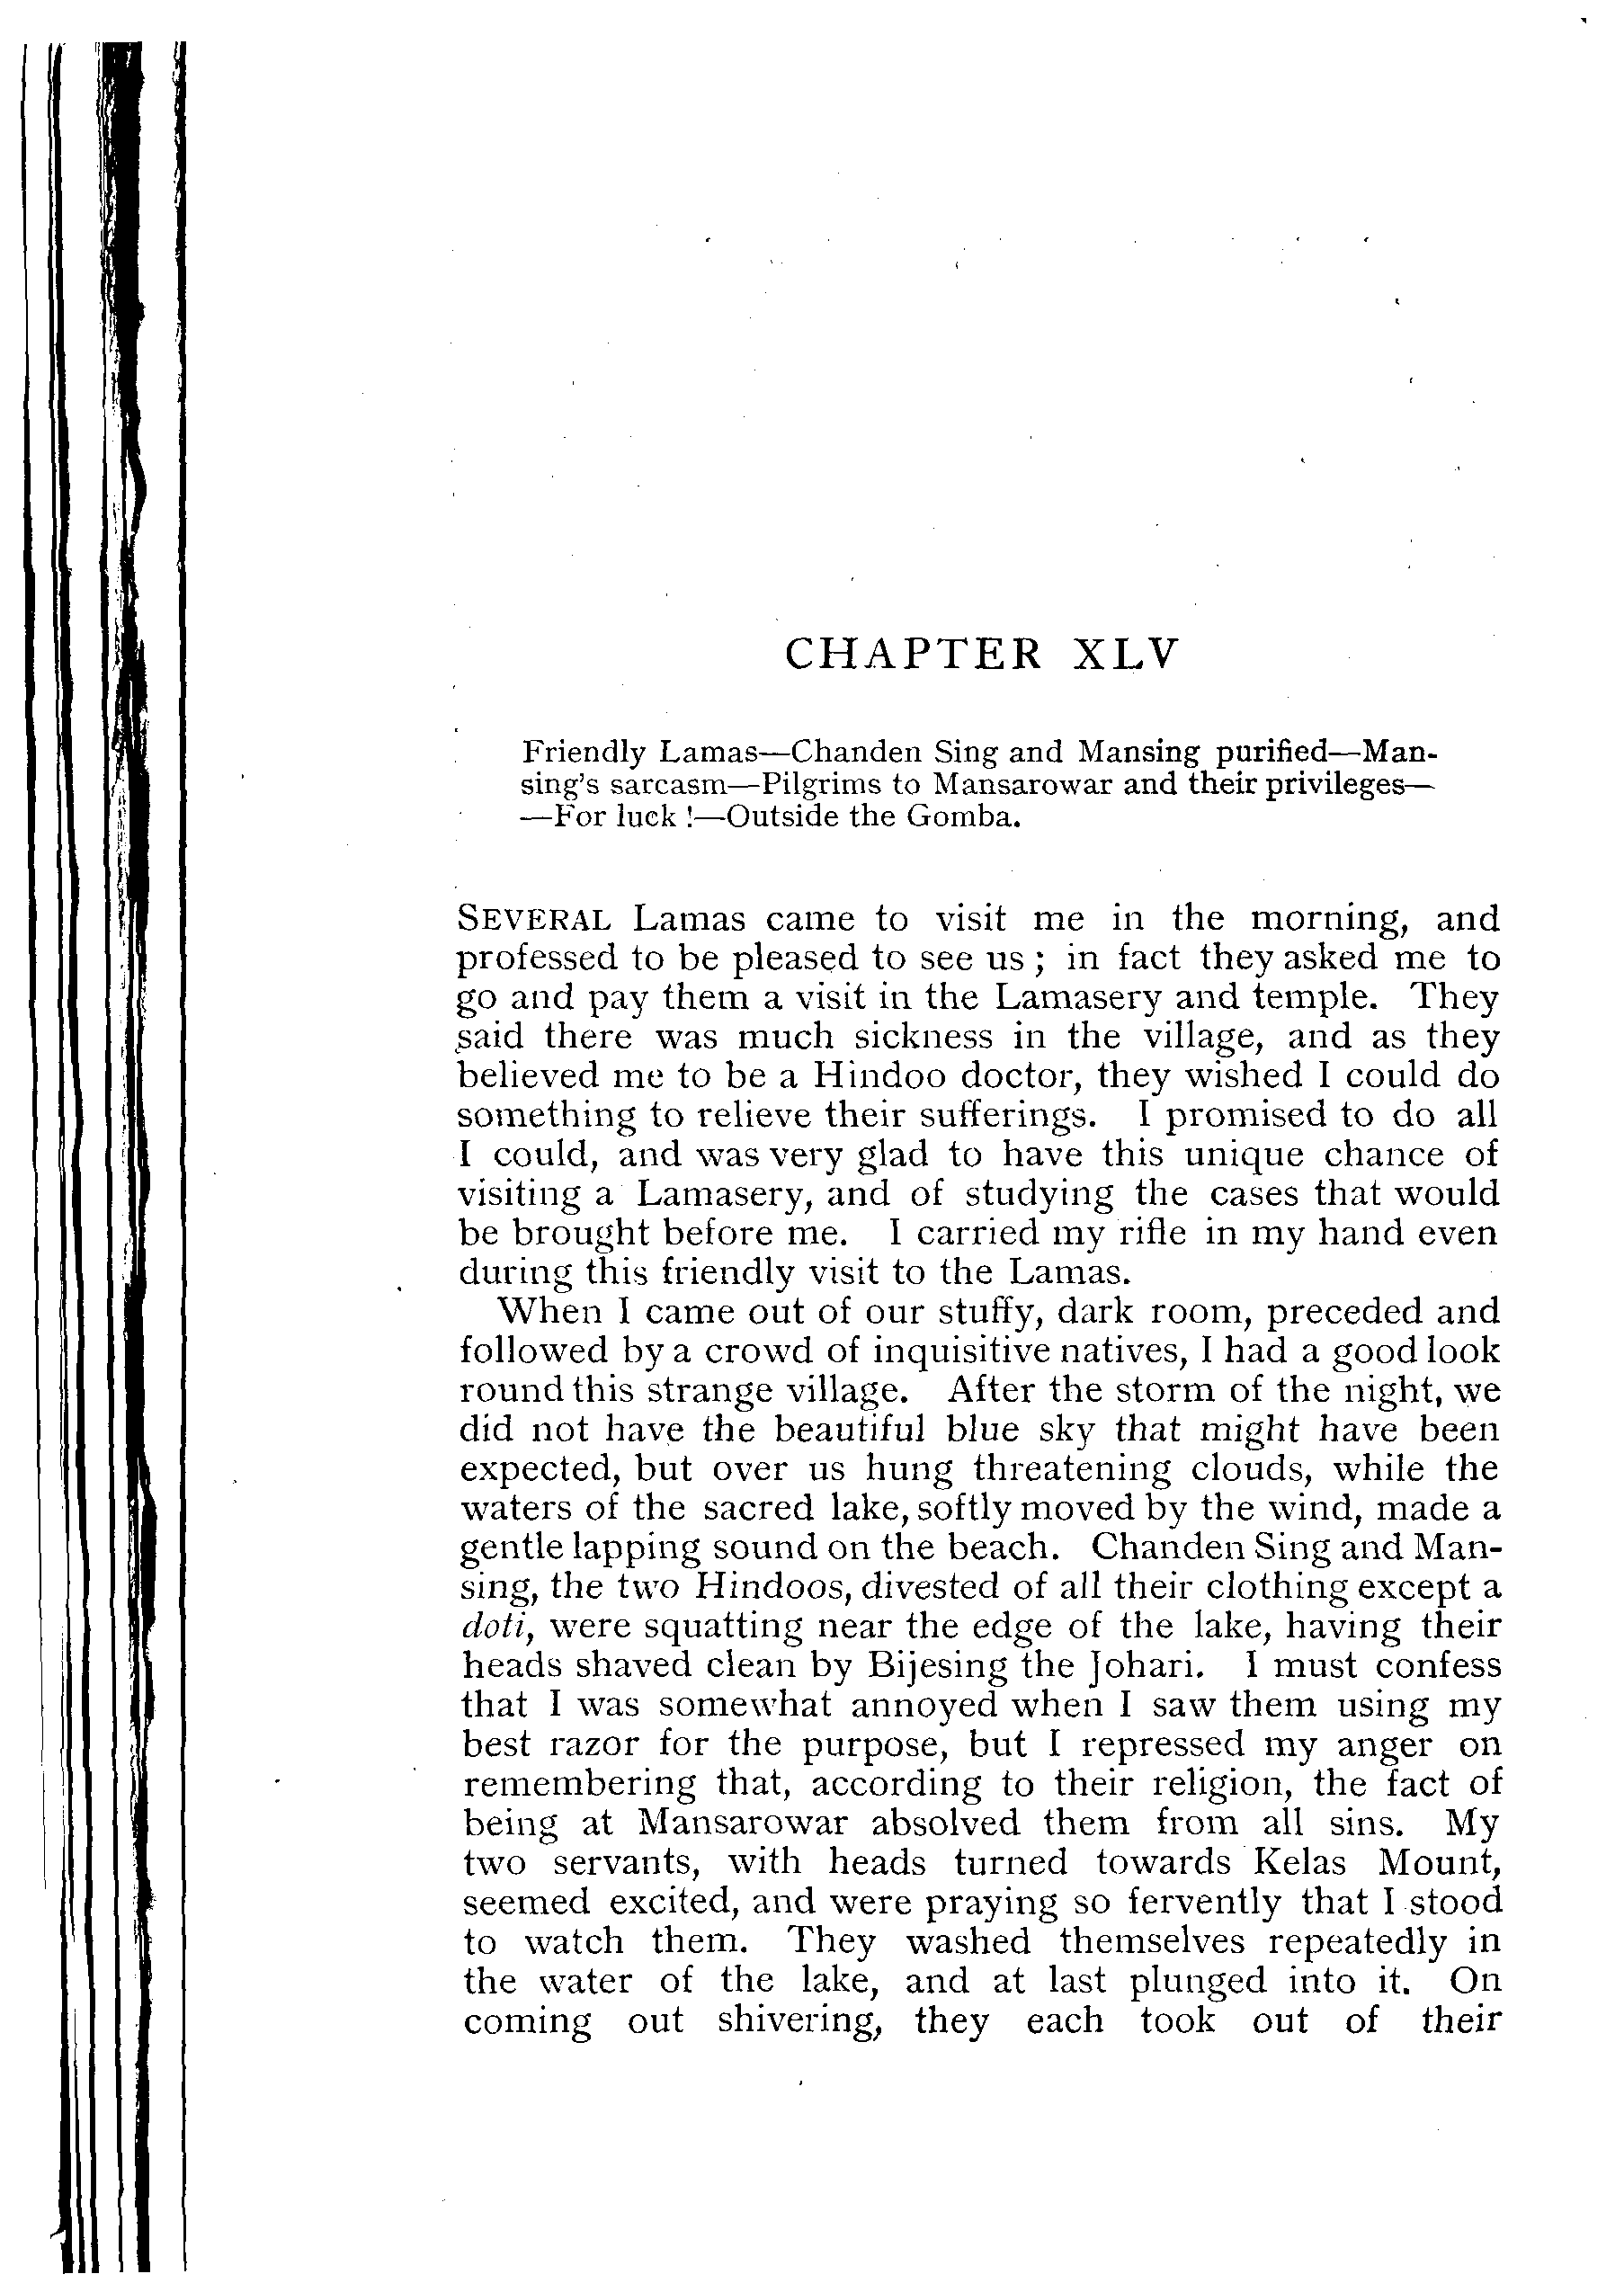 CHAPTER XLV
Friendly Lamas—Chanden Sing and Mansing purified—Man-
sing's sarcasm—Pilgrims to Mansarowar and their privileges—
—For luck !—Outside the Gomba.
SEVERAL Lamas came to visit me in the morning, and
professed to be pleased to see us ; in fact they asked me to
go and pay them a visit in the Lamasery and temple. They
said there was much sickness in the village, and as they
believed me to be a Hindoo doctor, they wished I could do
something to relieve their sufferings. I promised to do all
I could, and was very glad to have this unique chance of
visiting a Lamasery, and of studying the cases that would
be brought before me. I carried my rifle in my hand even
during this friendly visit to the Lamas.
When I came out of our stuffy, dark room, preceded and
followed by a crowd of inquisitive natives, I had a good look
round this strange village. After the storm of the night, we
did not have the beautiful blue sky that might have been
expected, but over us hung threatening clouds, while the
waters of the sacred lake, softly moved by the wind, made a
gentle lapping sound on the beach. Chanden Sing and Man-
sing, the two Hindoos, divested of all their clothing except a
doti, were squatting near the edge of the lake, having their
heads shaved clean by Bijesing the Johari. I must confess
that I was somewhat annoyed when I saw them using my
best razor for the purpose, but I repressed my anger on
remembering that, according to their religion, the fact of
being at Mansarowar absolved them from all sins. My
two servants, with heads turned towards Kelas Mount,
seemed excited, and were praying so fervently that I stood
to watch them. They washed themselves repeatedly in
the water of the lake, and at last plunged into it. On
coming out shivering, they each took out of their